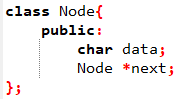 class Node{
public:
char data;
Node *next;
};